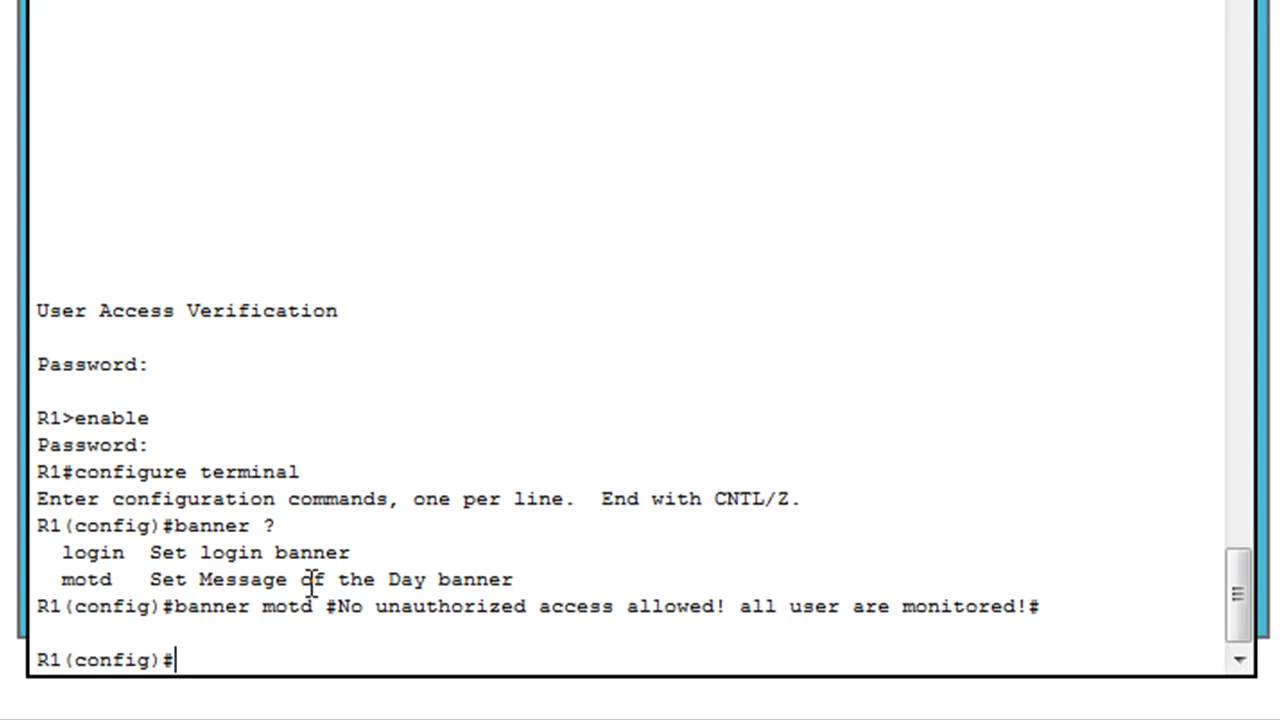 User Access Verification
Password:
R1>enable
Password:
R1#configure terminal
Enter configuration commands, one per line.  End with CNTL/Z.
R1(config)#banner ?
  login  Set login banner
  motd   Set Message of the Day banner
R1(config)#banner motd #No unauthorized access allowed! all user are monitored!#
R1(config)#